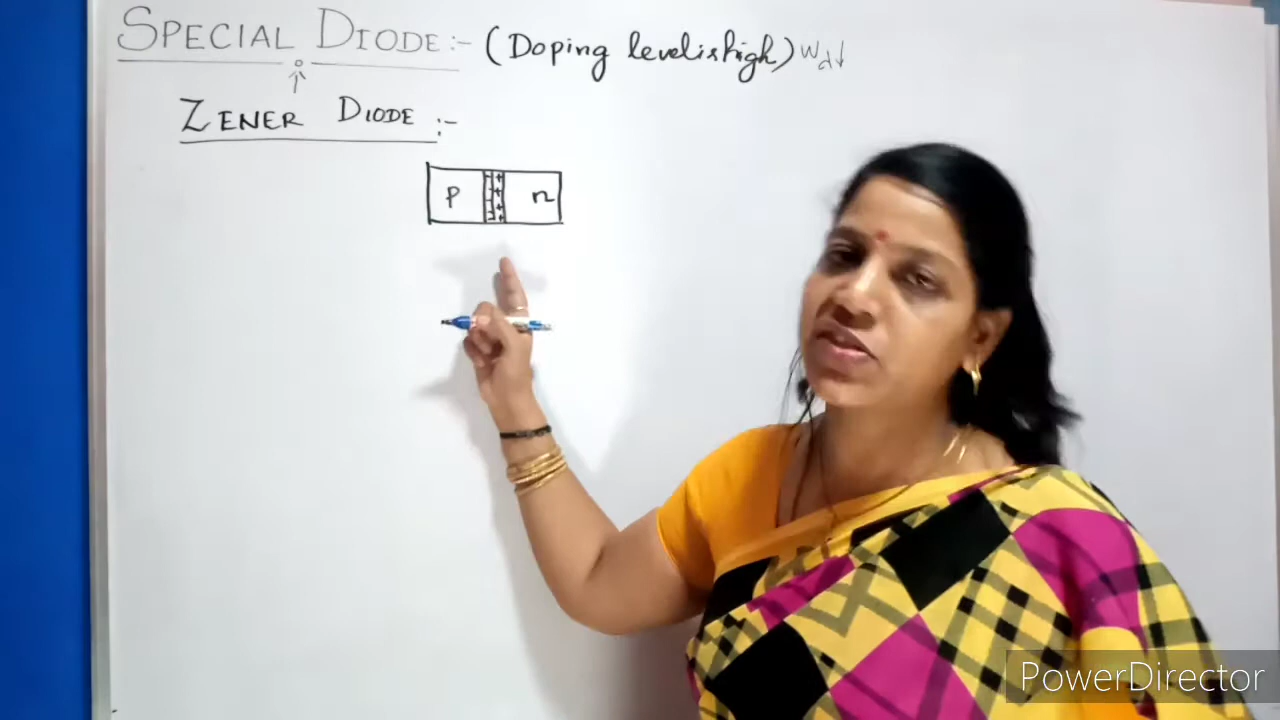 SPECIAL DIODE:- (Doping level is high) Wd↓
ZENER DIODE :-
p n
PowerDirector